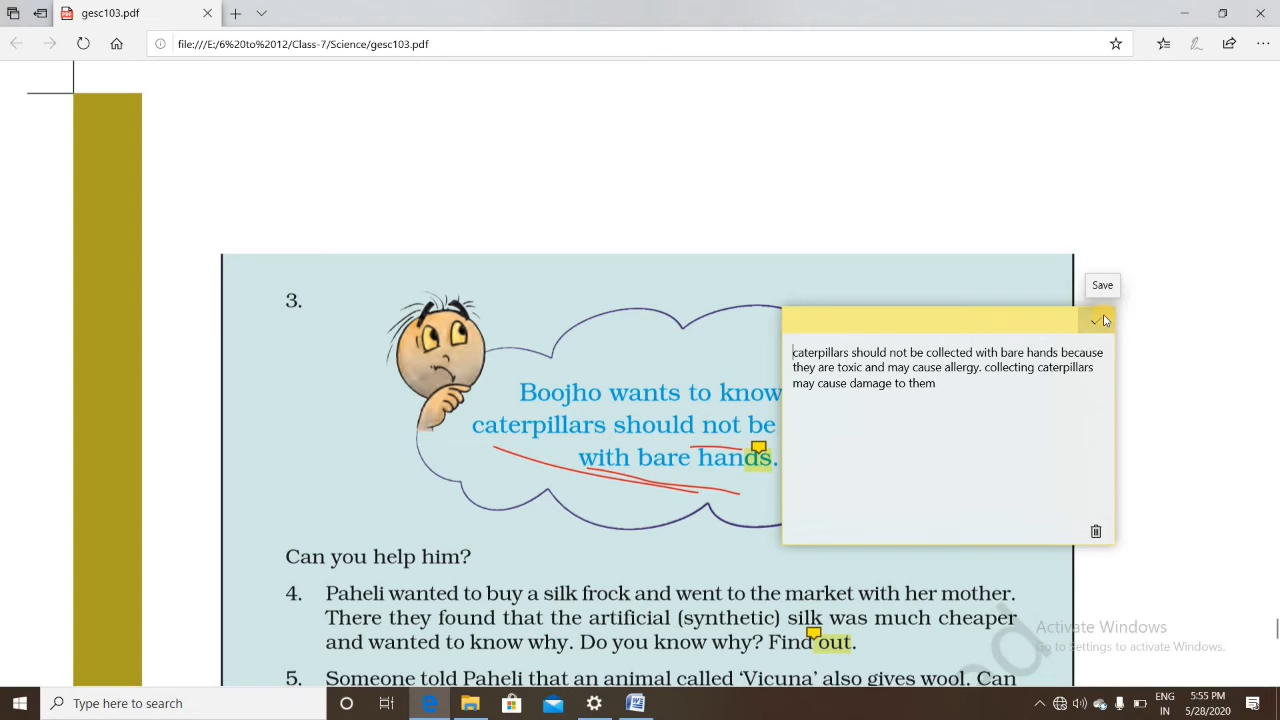 gesc103.pdf
file:///E:/6%20to%2012/Class-7/Science/gesc103.pdf
3.
Save
Boojho wants to know
caterpillars should not be
with bare hands.
caterpillars should not be collected with bare hands because
they are toxic and may cause allergy. collecting caterpillars
may cause damage to them
Can you help him?
4. Paheli wanted to buy a silk frock and went to the market with her mother.
There they found that the artificial (synthetic) silk was much cheaper
and wanted to know why. Do you know why? Find out.
5. Someone told Paheli that an animal called ‘Vicuna’ also gives wool. Can
Activate Windows
Go to Settings to activate Windows.
Type here to search
ENG
IN
5:55 PM
5/28/2020